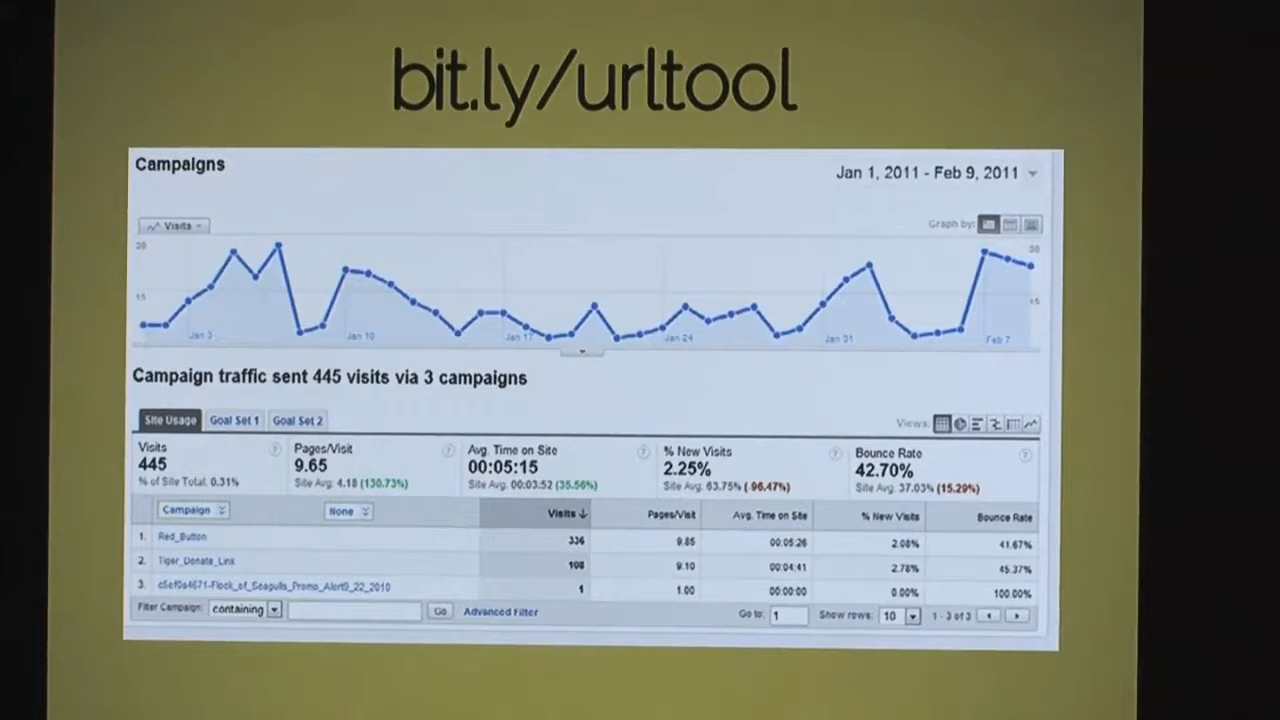 bit.ly/urltool
Campaigns
Jan 1, 2011 - Feb 9, 2011
Visits
Graph by:
30 30
15 15
Jan 3 Jan 10 Jan 17 Jan 24 Jan 31 Feb 7
Campaign traffic sent 445 visits via 3 campaigns
Site Usage Goal Set 1 Goal Set 2 Views:
Visits Pages/Visit Avg. Time on Site % New Visits Bounce Rate
445 9.65 00:05:15 2.25% 42.70%
% of Site Total: 0.31% Site Avg: 4.18 (130.73%) Site Avg: 00:03:52 (35.56%) Site Avg: 63.75% (-96.47%) Site Avg: 37.03% (15.29%)
Campaign None Visits Pages/Visit Avg. Time on Site % New Visits Bounce Rate
1. Red_Button 336 9.85 00:05:26 2.08% 41.67%
2. Tiger_Donate_Link 108 9.10 00:04:41 2.78% 45.37%
3. c5ef0a4671-Flock_of_Seagulls_Promo_Alert9_22_2010 1 1.00 00:00:00 0.00% 100.00%
Filter Campaign: containing Go Advanced Filter Go to: 1 Show rows: 10 1 - 3 of 3